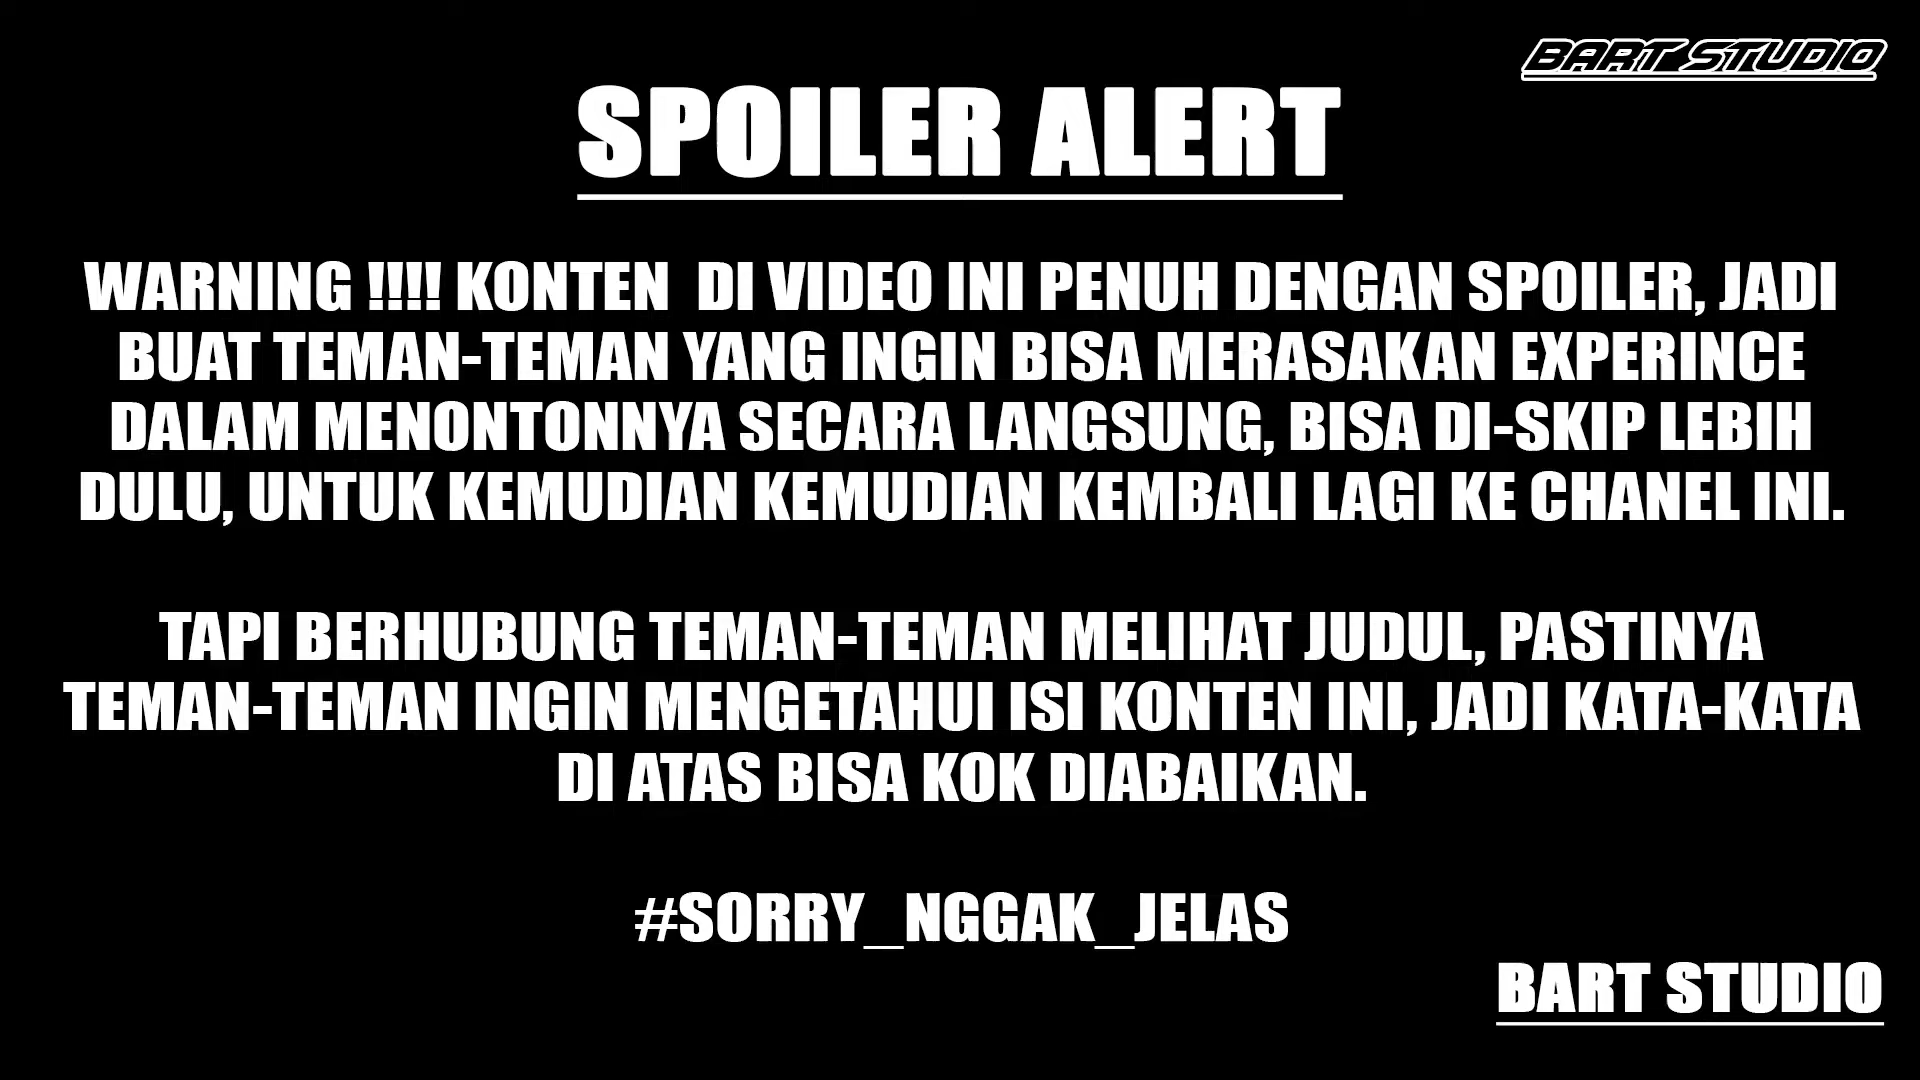 BART STUDIO
SPOILER ALERT
WARNING !!!! KONTEN  DI VIDEO INI PENUH DENGAN SPOILER, JADI
BUAT TEMAN-TEMAN YANG INGIN BISA MERASAKAN EXPERINCE
DALAM MENONTONNYA SECARA LANGSUNG, BISA DI-SKIP LEBIH
DULU, UNTUK KEMUDIAN KEMUDIAN KEMBALI LAGI KE CHANEL INI.
TAPI BERHUBUNG TEMAN-TEMAN MELIHAT JUDUL, PASTINYA
TEMAN-TEMAN INGIN MENGETAHUI ISI KONTEN INI, JADI KATA-KATA
DI ATAS BISA KOK DIABAIKAN.
#SORRY_NGGAK_JELAS
BART STUDIO